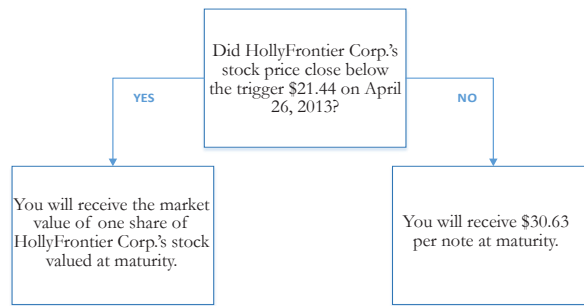 Did HollyFrontier Corp.'s
stock price close below
the trigger $21.44 on April
26, 2013?
YES
NO
You will receive the market
value of one share of
HollyFrontier Corp.'s stock
valued at maturity.
You will receive $30.63
per note at maturity.